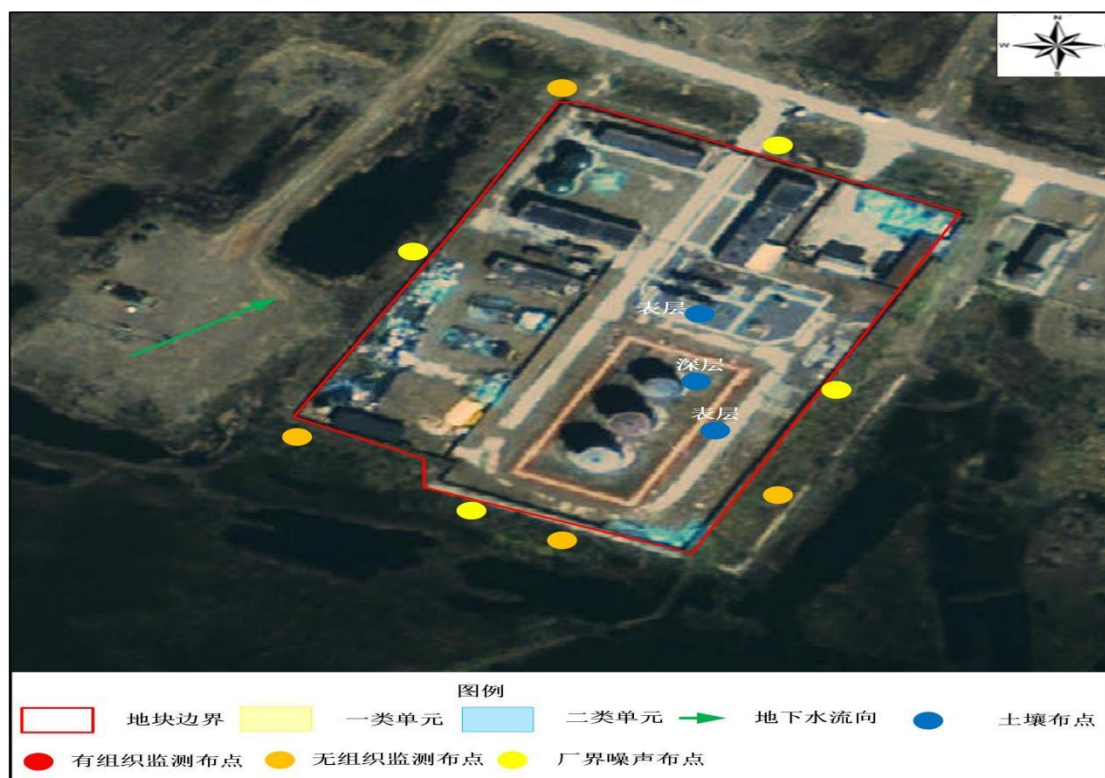 N
W
S
表层
深层
表层
图例
地块边界 一类单元 二类单元 地下水流向 土壤布点
有组织监测布点 无组织监测布点 厂界噪声布点